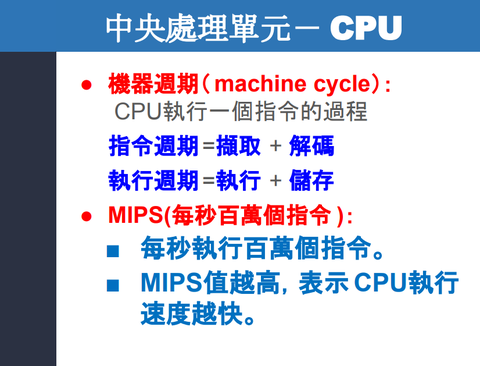 中央處理單元－ CPU
● 機器週期（machine cycle）：
CPU執行一個指令的過程
指令週期=擷取 + 解碼
執行週期=執行 + 儲存
● MIPS(每秒百萬個指令 )：
■ 每秒執行百萬個指令。
■ MIPS值越高，表示 CPU執行
速度越快。